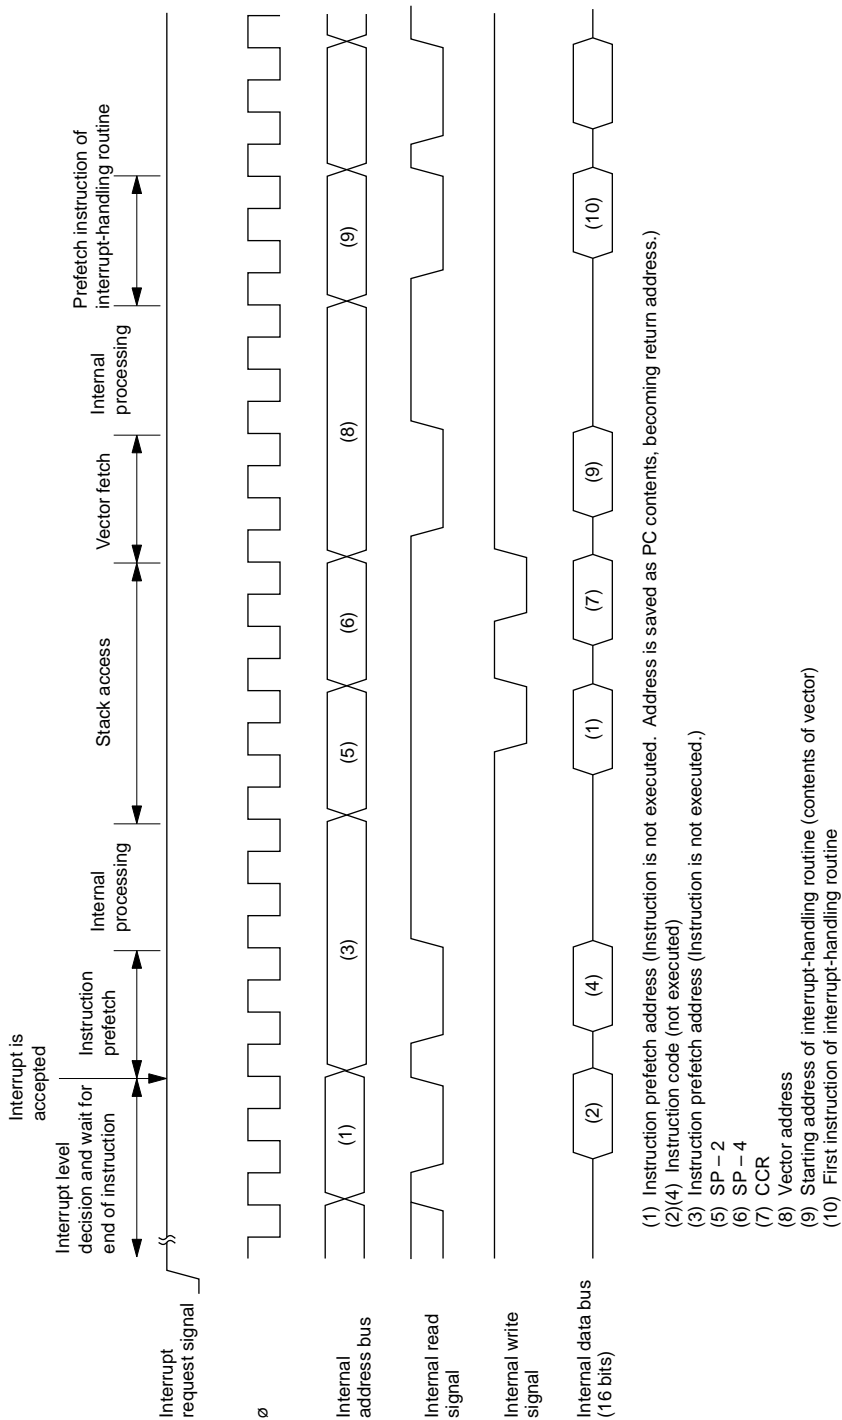 Interrupt is
accepted
Interrupt level
decision and wait for
end of instruction
Instruction
prefetch
Internal
processing
Stack access
Vector fetch
Internal
processing
Prefetch instruction of
interrupt-handling routine
Interrupt
request signal
ø
Internal
address bus
(1)
(3)
(5)
(6)
(8)
(9)
Internal read
signal
Internal write
signal
Internal data bus
(16 bits)
(2)
(4)
(1)
(7)
(9)
(10)
(1) Instruction prefetch address (Instruction is not executed. Address is saved as PC contents, becoming return address.)
(2)(4) Instruction code (not executed)
(3) Instruction prefetch address (Instruction is not executed.)
(5) SP – 2
(6) SP – 4
(7) CCR
(8) Vector address
(9) Starting address of interrupt-handling routine (contents of vector)
(10) First instruction of interrupt-handling routine